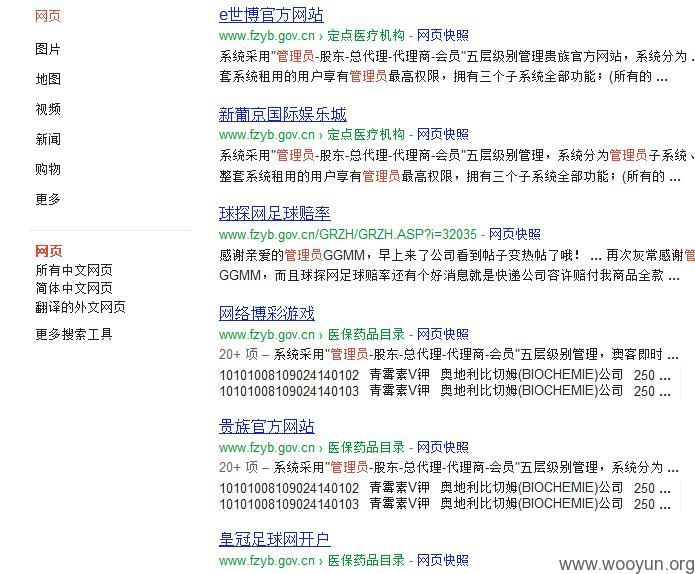 网页
图片
地图
视频
新闻
购物
更多
网页
所有中文网页
简体中文网页
翻译的外文网页
更多搜索工具
e世博官方网站
www.fzyb.gov.cn › 定点医疗机构 - 网页快照
系统采用"管理员-股东-总代理-代理商-会员"五层级别管理贵族官方网站，系统分为 .
套系统租用的用户享有管理员最高权限，拥有三个子系统全部功能；(所有的 ...
新葡京国际娱乐城
www.fzyb.gov.cn › 定点医疗机构 - 网页快照
系统采用"管理员-股东-总代理-代理商-会员"五层级别管理，系统分为管理员子系统、
整套系统租用的用户享有管理员最高权限，拥有三个子系统全部功能；(所有的 ...
球探网足球赔率
www.fzyb.gov.cn/GRZH/GRZH.ASP?i=32035 - 网页快照
感谢亲爱的管理员GGMM，早上来了公司看到帖子变热帖了哦！ ... 再次灰常感谢管
GGMM，而且球探网足球赔率还有个好消息就是快递公司容许赔付我商品全款 ...
网络博彩游戏
www.fzyb.gov.cn › 医保药品目录 - 网页快照
20+ 项 – 系统采用"管理员-股东-总代理-代理商-会员"五层级别管理，澳客即时 ...
10101008109024140102 青霉素V钾 奥地利比切姆(BIOCHEMIE)公司 250 ...
10101008109024140103 青霉素V钾 奥地利比切姆(BIOCHEMIE)公司 250 ...
贵族官方网站
www.fzyb.gov.cn › 医保药品目录 - 网页快照
20+ 项 – 系统采用"管理员-股东-总代理-代理商-会员"五层级别管理，系统分为 ...
10101008109024140102 青霉素V钾 奥地利比切姆(BIOCHEMIE)公司 250 ...
10101008109024140103 青霉素V钾 奥地利比切姆(BIOCHEMIE)公司 250 ...
皇冠足球网开户
www.fzyb.gov.cn › 医保药品目录 - 网页快照
www.wooyun.org